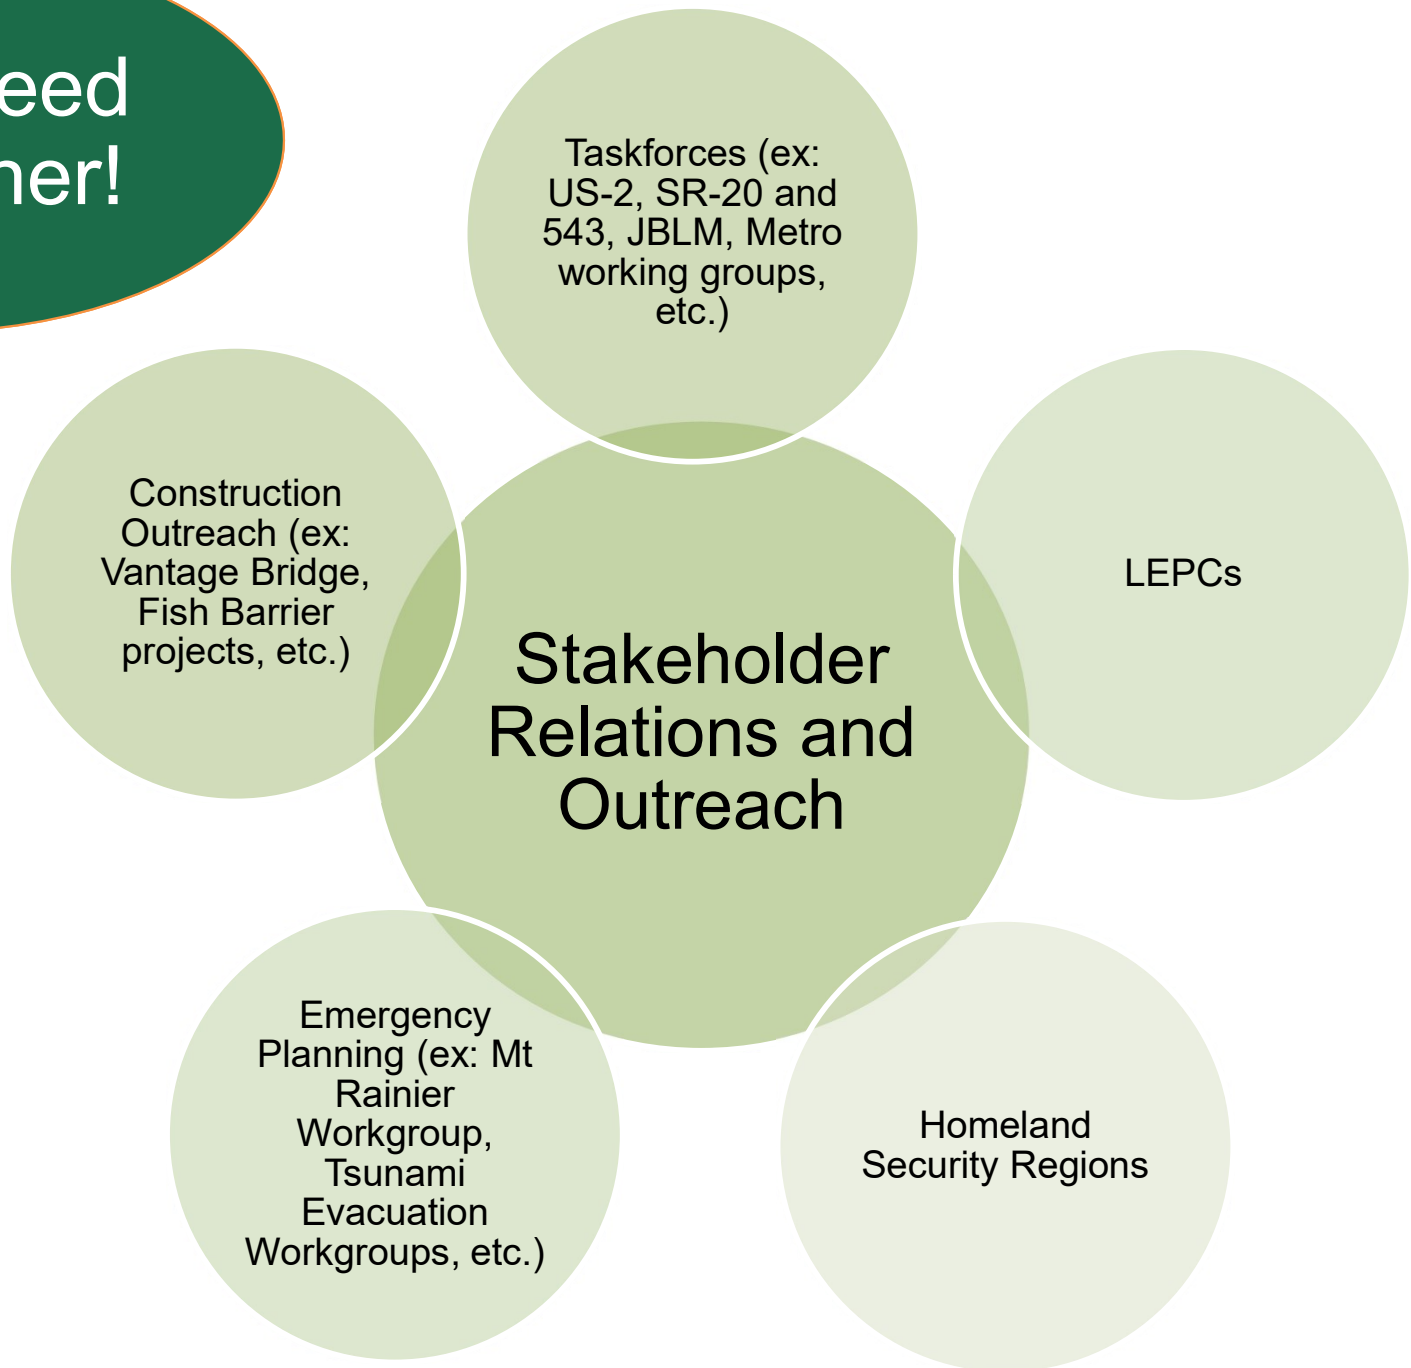 eed
ner!
Taskforces (ex:
US-2, SR-20 and
543, JBLM, Metro
working groups,
etc.)
Construction
Outreach (ex:
Vantage Bridge,
Fish Barrier
projects, etc.)
LEPCs
Stakeholder
Relations and
Outreach
Emergency
Planning (ex: Mt
Rainier
Workgroup,
Tsunami
Evacuation
Workgroups, etc.)
Homeland
Security Regions